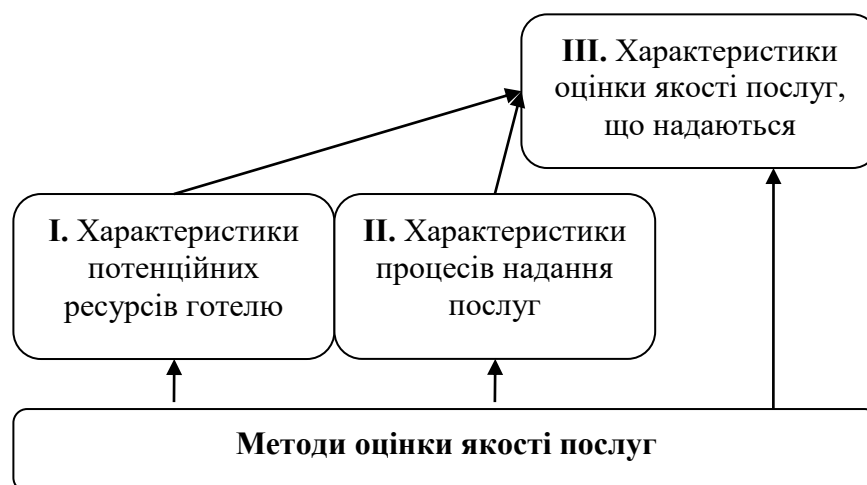 III. Характеристики
оцінки якості послуг,
що надаються
I. Характеристики
потенційних
ресурсів готелю
II. Характеристики
процесів надання
послуг
Методи оцінки якості послуг